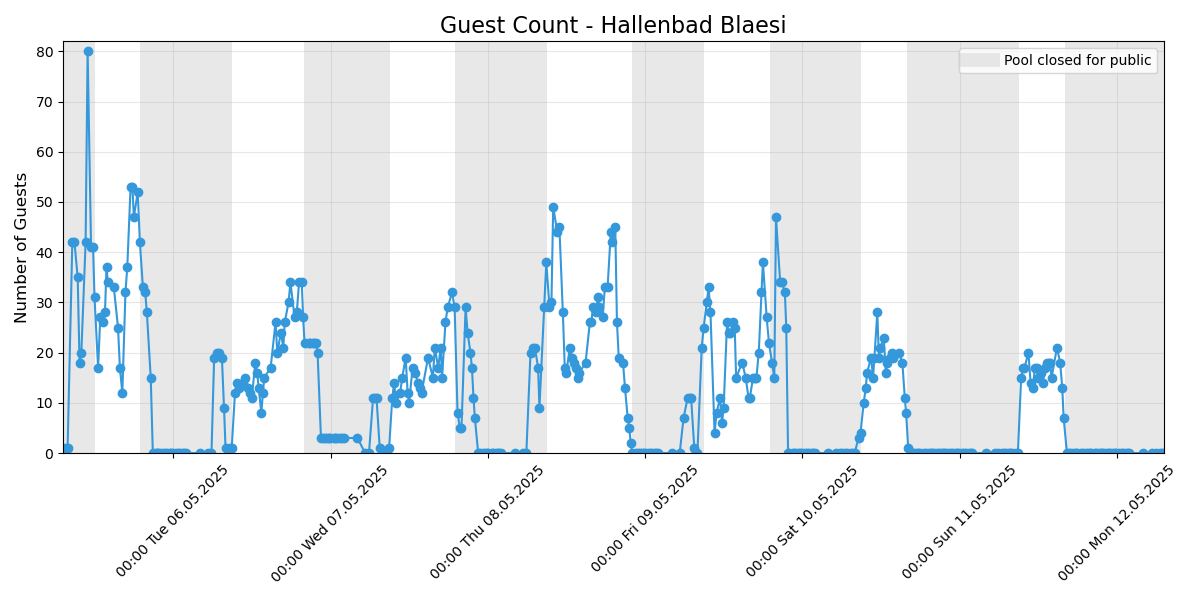 Guest Count - Hallenbad Blaesi
Pool closed for public
Number of Guests
80
70
60
50
40
30
20
10
0
00:00 Tue 06.05.2025
00:00 Wed 07.05.2025
00:00 Thu 08.05.2025
00:00 Fri 09.05.2025
00:00 Sat 10.05.2025
00:00 Sun 11.05.2025
00:00 Mon 12.05.2025